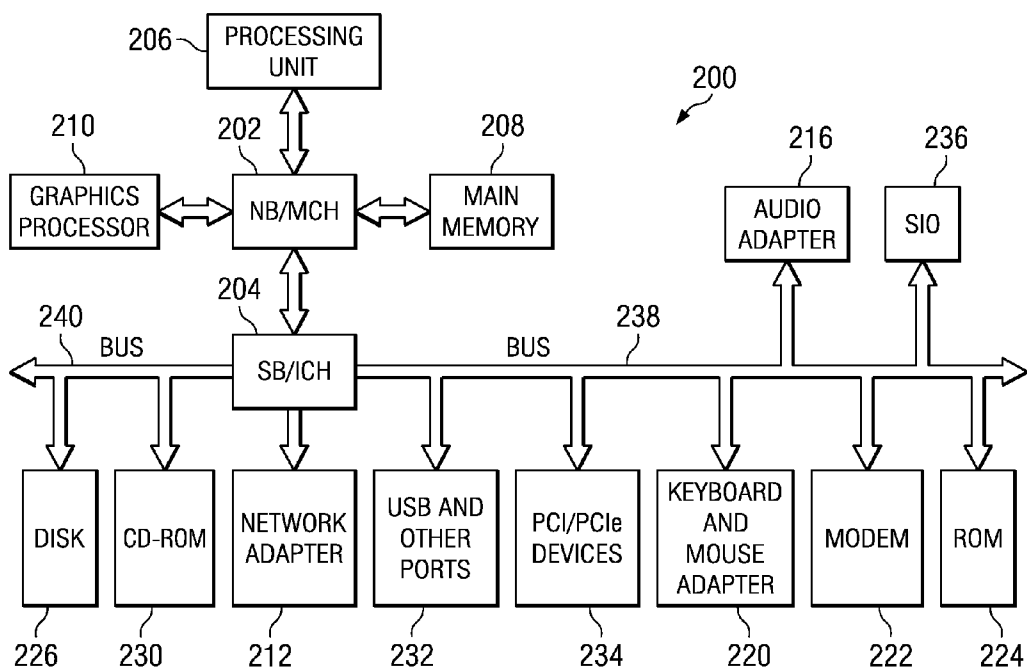 206
PROCESSING
UNIT
200
210
202
208
216
236
GRAPHICS
PROCESSOR
NB/MCH
MAIN
MEMORY
AUDIO
ADAPTER
SIO
204
240
BUS
SB/ICH
BUS
238
DISK
CD-ROM
NETWORK
ADAPTER
USB AND
OTHER
PORTS
PCI/PCIe
DEVICES
KEYBOARD
AND
MOUSE
ADAPTER
MODEM
ROM
226
230
212
232
234
220
222
224